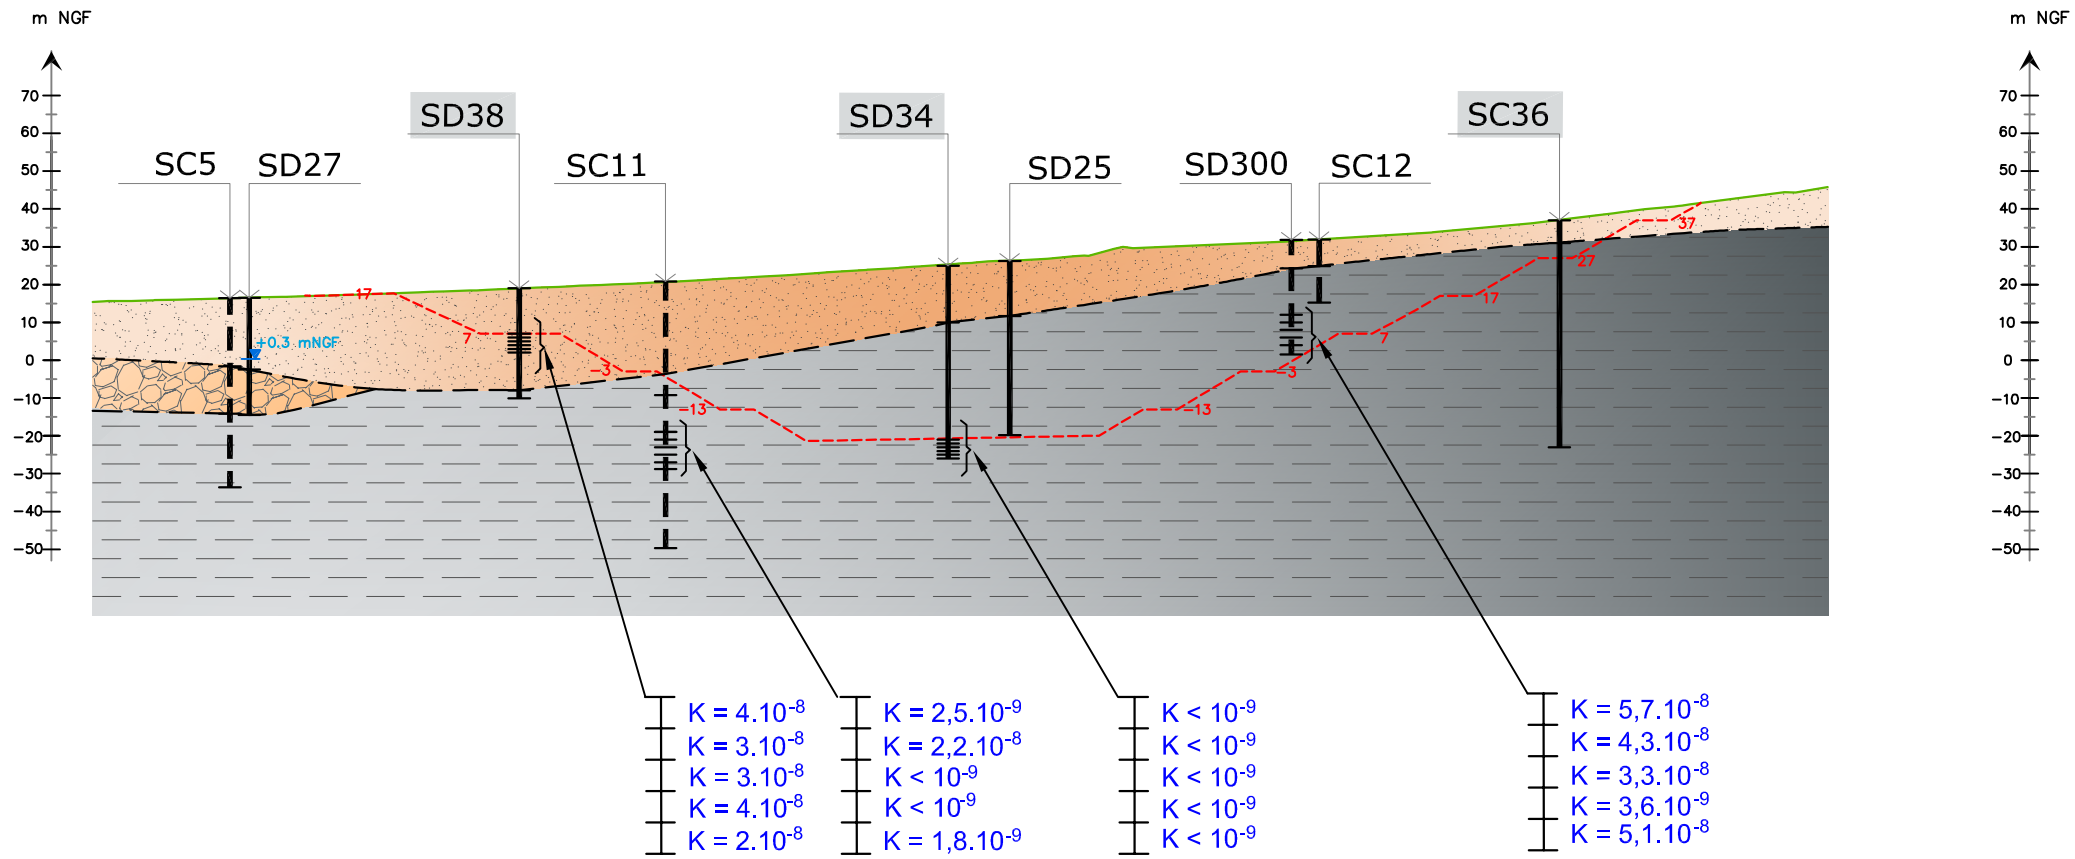 m NGF
m NGF
70
60
50
40
30
20
10
0
-10
-20
-30
-40
-50
70
60
50
40
30
20
10
0
-10
-20
-30
-40
-50
SD38
SD34
SC36
SC5
SD27
SC11
SD25
SD300
SC12
+0.3 mNGF
17
7
-3
-13
-13
-3
7
17
27
37
K = 4.10⁻⁸
K = 3.10⁻⁸
K = 3.10⁻⁸
K = 4.10⁻⁸
K = 2.10⁻⁸
K = 2,5.10⁻⁹
K = 2,2.10⁻⁸
K < 10⁻⁹
K < 10⁻⁹
K = 1,8.10⁻⁹
K < 10⁻⁹
K < 10⁻⁹
K < 10⁻⁹
K < 10⁻⁹
K < 10⁻⁹
K = 5,7.10⁻⁸
K = 4,3.10⁻⁸
K = 3,3.10⁻⁸
K = 3,6.10⁻⁹
K = 5,1.10⁻⁸